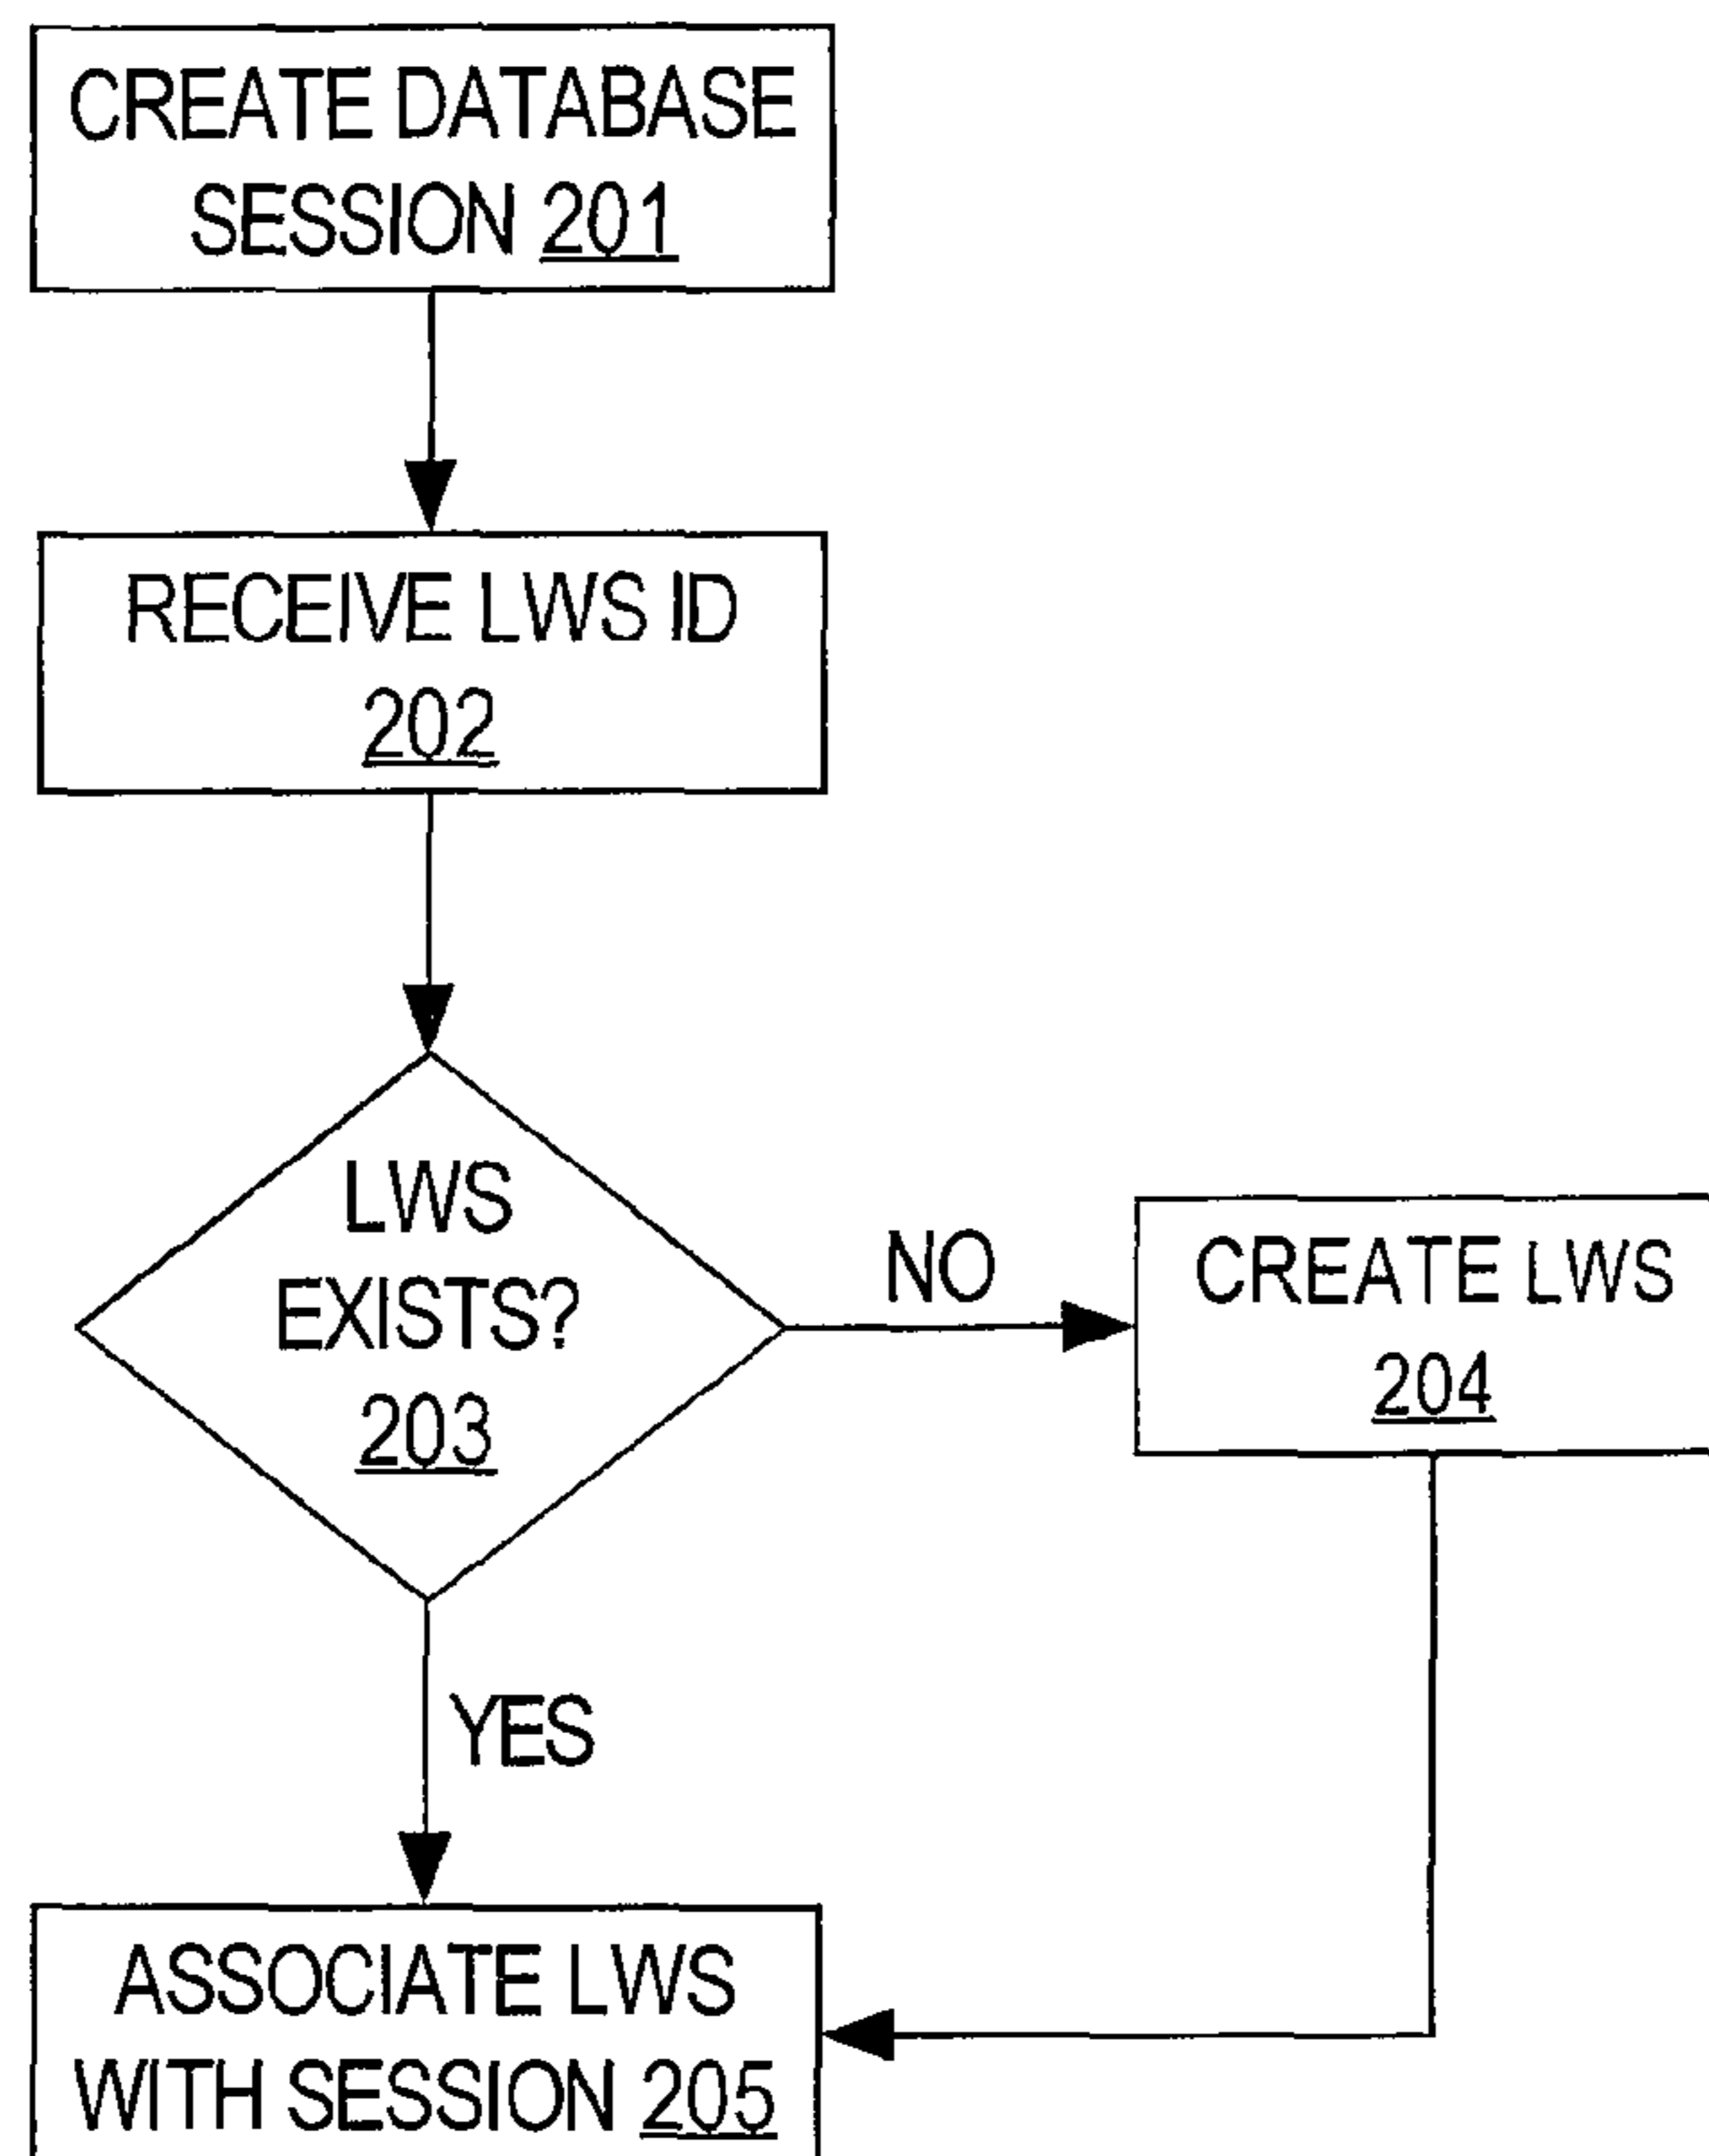 CREATE DATABASE
SESSION 201
RECEIVE LWS ID
202
LWS
EXISTS?
203
NO
CREATE LWS
204
YES
ASSOCIATE LWS
WITH SESSION 205